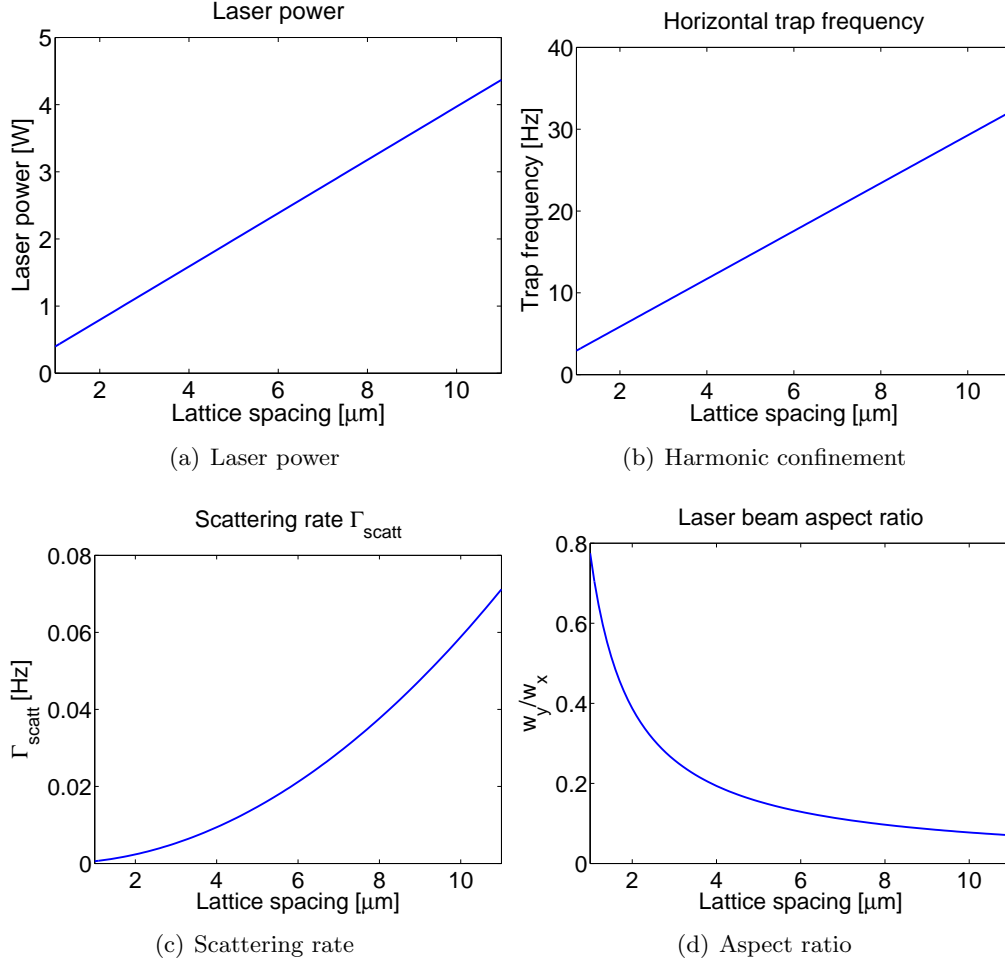 Laser power
5
4
3
2
1
0
Laser power [W]
2 4 6 8 10
Lattice spacing [μm]
(a) Laser power
Horizontal trap frequency
40
30
20
10
0
Trap frequency [Hz]
2 4 6 8 10
Lattice spacing [μm]
(b) Harmonic confinement
Scattering rate Γscatt
0.08
0.06
0.04
0.02
0
Γscatt [Hz]
2 4 6 8 10
Lattice spacing [μm]
(c) Scattering rate
Laser beam aspect ratio
0.8
0.6
0.4
0.2
0
wy/wx
2 4 6 8 10
Lattice spacing [μm]
(d) Aspect ratio